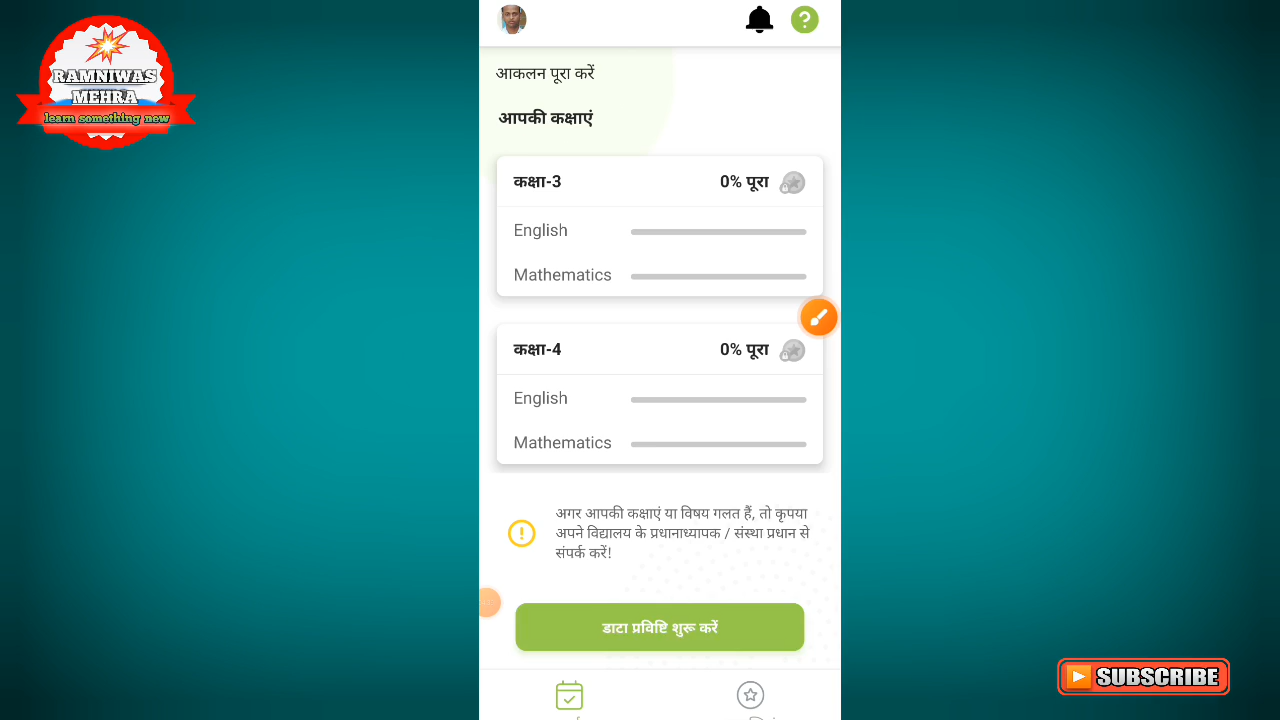 RAMNIWAS
MEHRA
learn something new
आकलन पूरा करें
आपकी कक्षाएं
कक्षा-3 0% पूरा
English
Mathematics
कक्षा-4 0% पूरा
English
Mathematics
अगर आपकी कक्षाएं या विषय गलत हैं, तो कृपया
अपने विद्यालय के प्रधानाध्यापक / संस्था प्रधान से
संपर्क करें!
डाटा प्रविष्टि शुरू करें
SUBSCRIBE